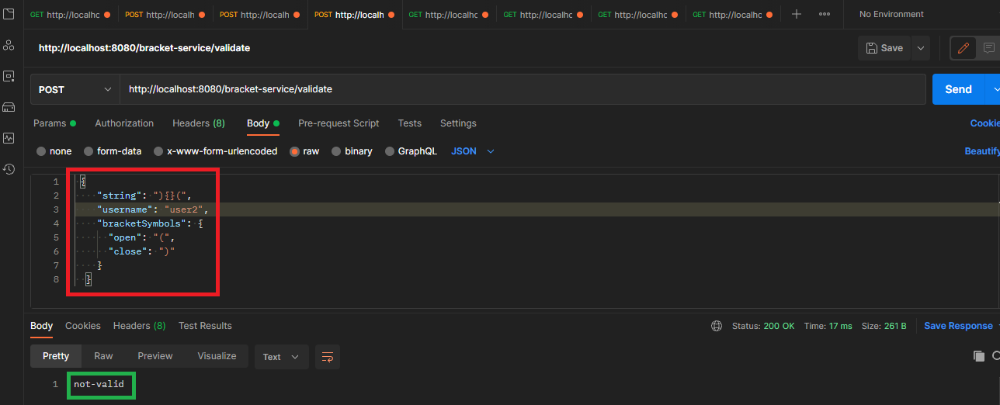 GET http://localhc POST http://localhc POST http://localh POST http://localh GET http://localhc GET http://localhc GET http://localhc GET http://localhc + ooo No Environment
http://localhost:8080/bracket-service/validate Save
POST http://localhost:8080/bracket-service/validate Send
Params Authorization Headers (8) Body Pre-request Script Tests Settings Cookie
none form-data x-www-form-urlencoded raw binary GraphQL JSON Beautify
1 {
2 "string": "){}(",
3 "username": "user2",
4 "bracketSymbols": {
5 "open": "(",
6 "close": ")"
7 }
8 }
Body Cookies Headers (8) Test Results Status: 200 OK Time: 17 ms Size: 261 B Save Response
Pretty Raw Preview Visualize Text
1 not-valid